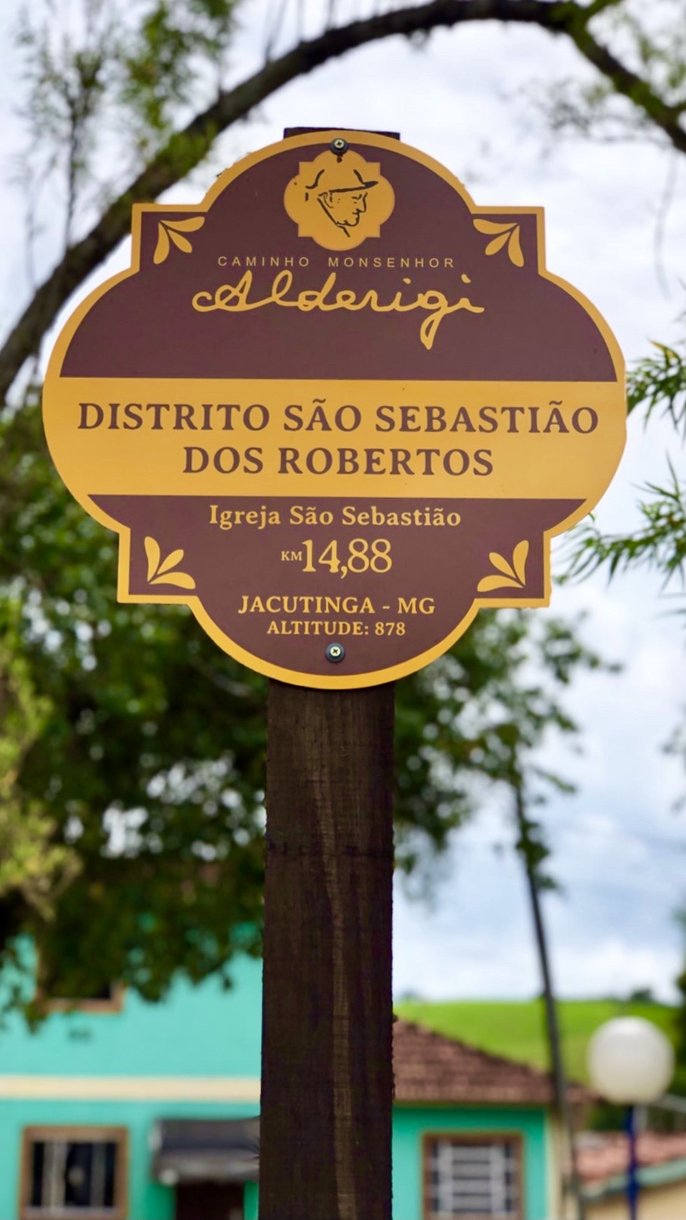 CAMINHO MONSENHOR
Alderigi
DISTRITO SÃO SEBASTIÃO
DOS ROBERTOS
Igreja São Sebastião
KM 14,88
JACUTINGA - MG
ALTITUDE: 878